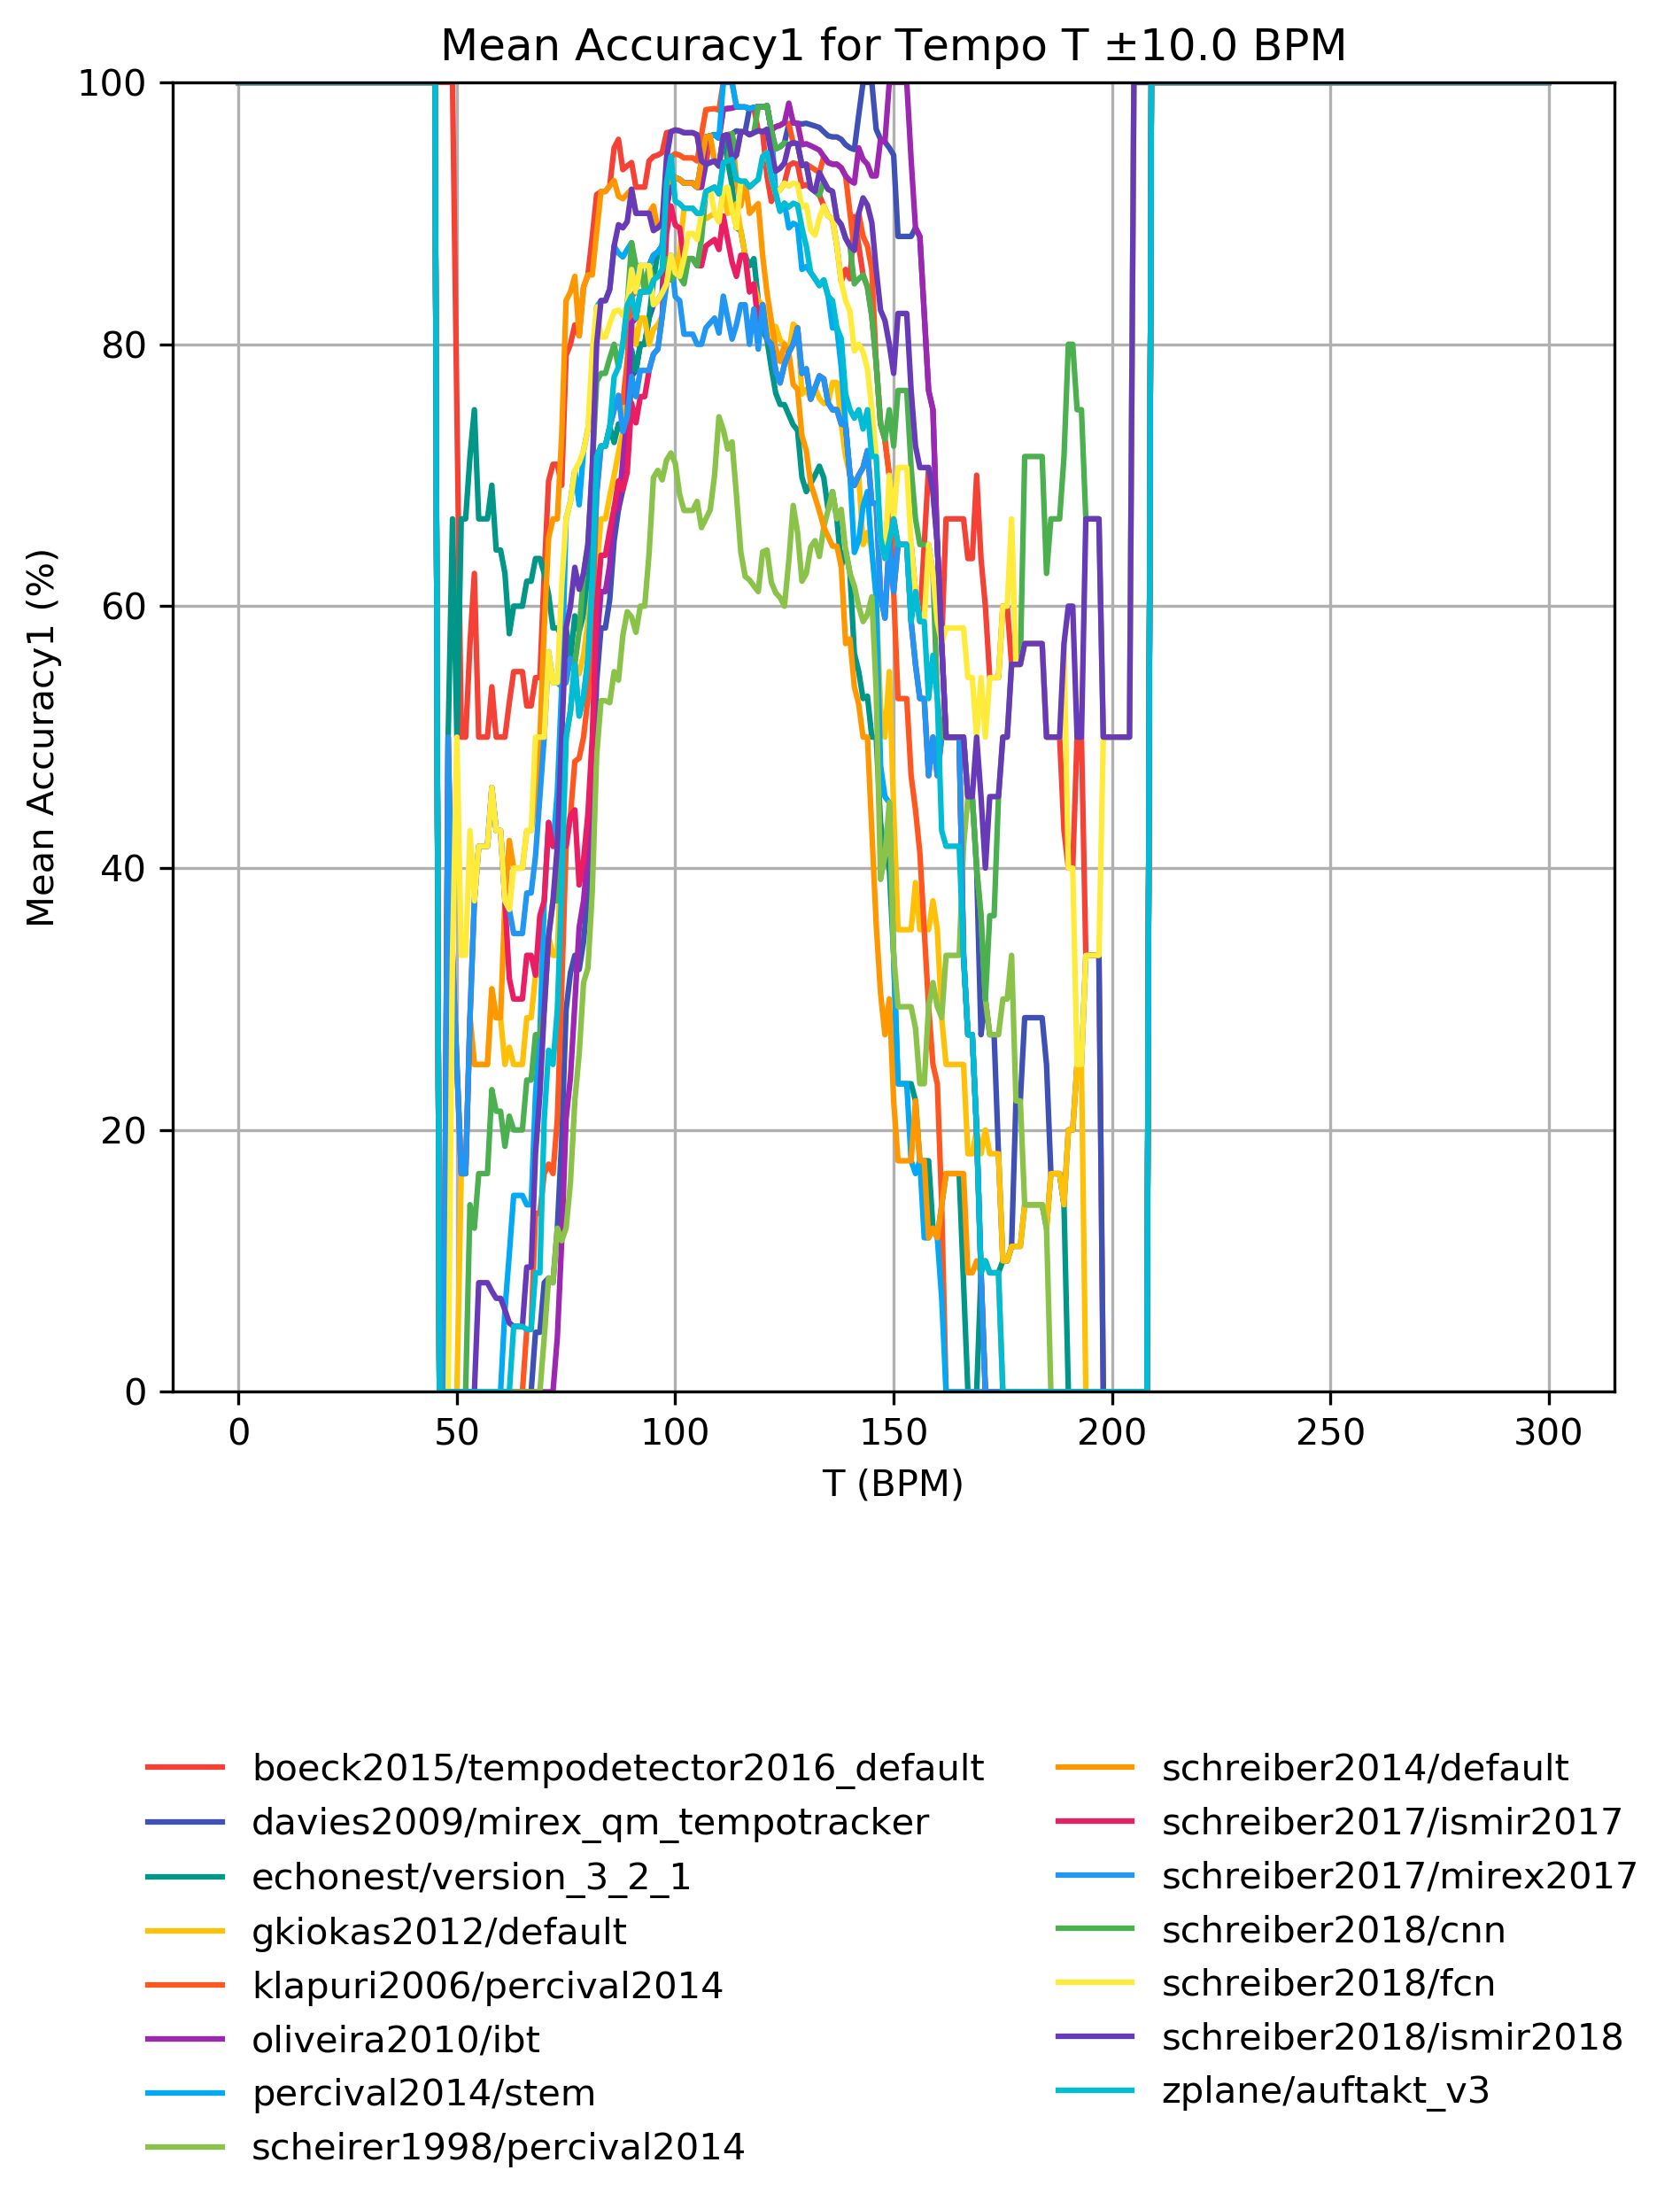 Mean Accuracy1 for Tempo T ±10.0 BPM
Mean Accuracy1 (%)
100
80
60
40
20
0
0 50 100 150 200 250 300
T (BPM)
boeck2015/tempodetector2016_default
davies2009/mirex_qm_tempotracker
echonest/version_3_2_1
gkiokas2012/default
klapuri2006/percival2014
oliveira2010/ibt
percival2014/stem
scheirer1998/percival2014
schreiber2014/default
schreiber2017/ismir2017
schreiber2017/mirex2017
schreiber2018/cnn
schreiber2018/fcn
schreiber2018/ismir2018
zplane/auftakt_v3